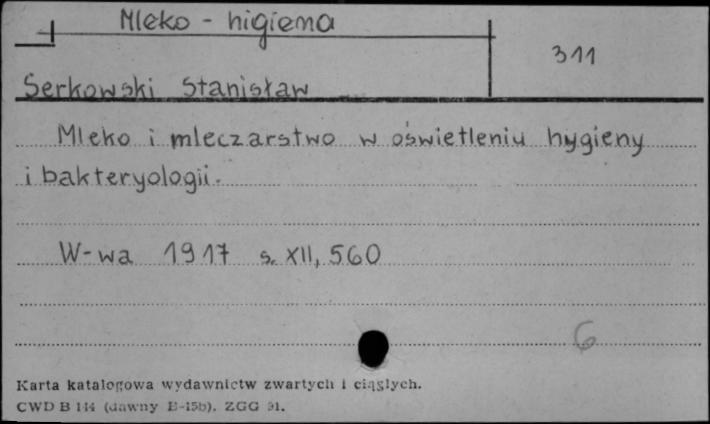 Mleko - higiena
311
Serkowski Stanisław
Mleko i mleczarstwo w oświetleniu hygieny
i bakteryologii.
W-wa 1917 s. XII, 560
6
Karta katalogowa wydawnictw zwartych i ciągłych.
CWD B 144 (dawny B-15b). ZGG 91.